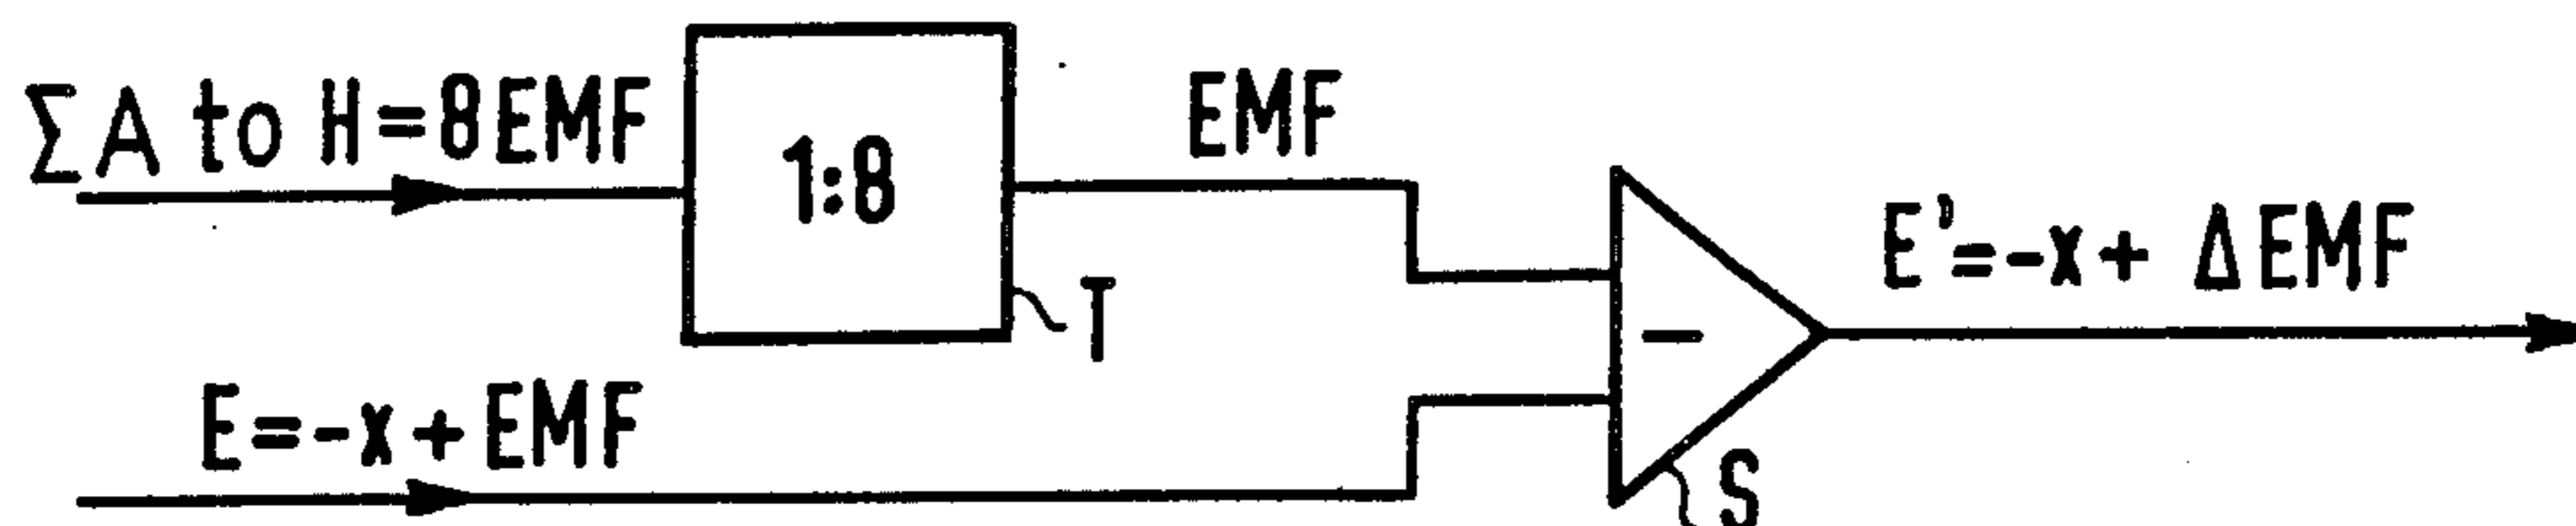 ΣA to H=8EMF
1:8
EMF
T
E=-x+EMF
-
S
E'=-x+ ΔEMF